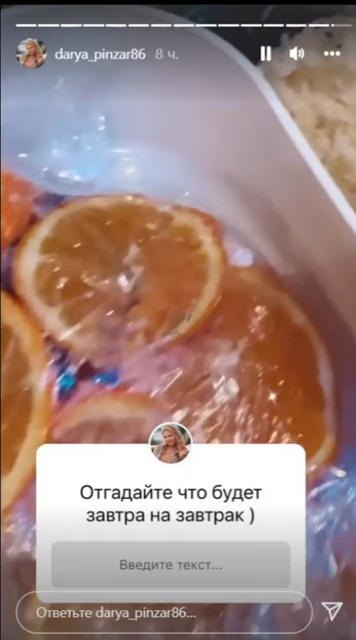 darya_pinzar86 8 ч.
Отгадайте что будет
завтра на завтрак )
Введите текст...
Ответьте darya_pinzar86...